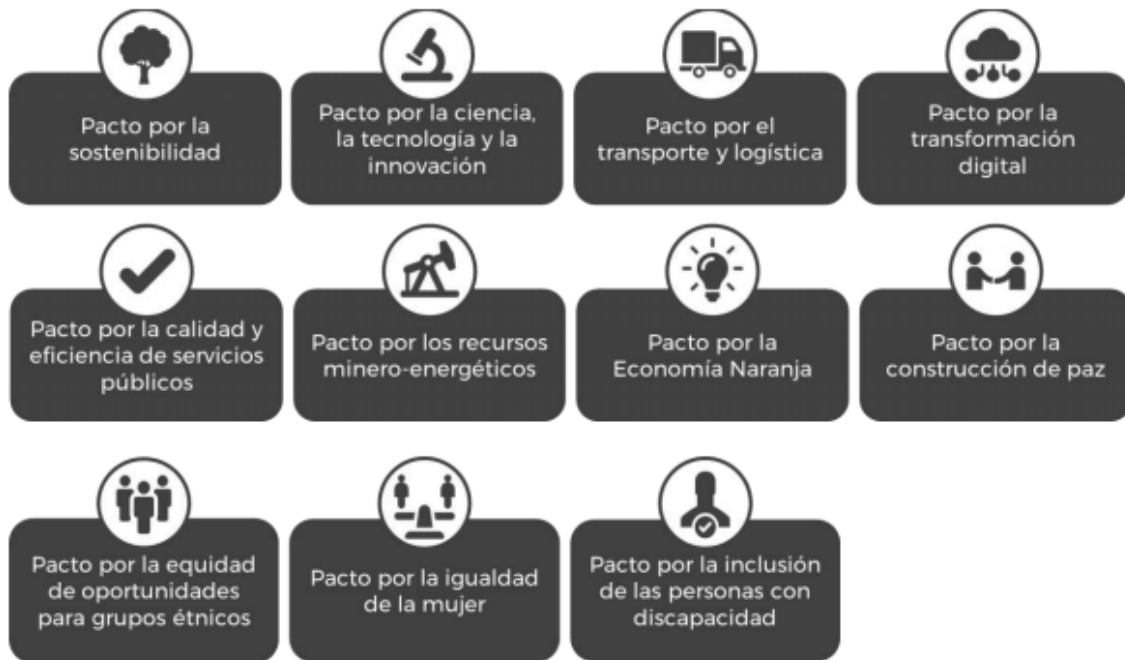 Pacto por la
sostenibilidad
Pacto por la ciencia,
la tecnología y la
innovación
Pacto por el
transporte y logística
Pacto por la
transformación
digital
Pacto por la calidad y
eficiencia de servicios
públicos
Pacto por los recursos
minero-energéticos
Pacto por la
Economía Naranja
Pacto por la
construcción de paz
Pacto por la equidad
de oportunidades
para grupos étnicos
Pacto por la igualdad
de la mujer
Pacto por la inclusión
de las personas con
discapacidad